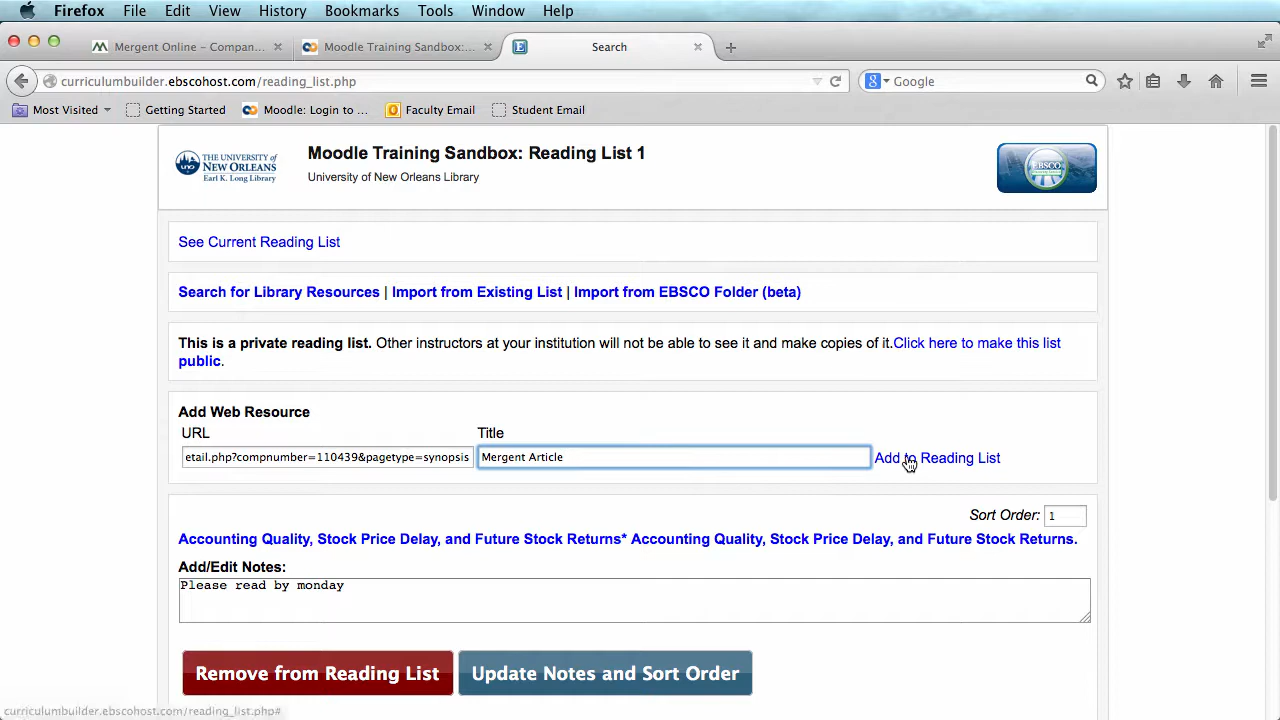 Firefox File Edit View History Bookmarks Tools Window Help
Mergent Online – Compan... Moodle Training Sandbox:... Search
curriculumbuilder.ebscohost.com/reading_list.php Google
Most Visited Getting Started Moodle: Login to ... Faculty Email Student Email
THE UNIVERSITY of
NEW ORLEANS
Earl K. Long Library
Moodle Training Sandbox: Reading List 1
University of New Orleans Library
EBSCO
See Current Reading List
Search for Library Resources | Import from Existing List | Import from EBSCO Folder (beta)
This is a private reading list. Other instructors at your institution will not be able to see it and make copies of it.Click here to make this list
public.
Add Web Resource
URL Title
etail.php?compnumber=110439&pagetype=synopsis Mergent Article Add to Reading List
Sort Order: 1
Accounting Quality, Stock Price Delay, and Future Stock Returns* Accounting Quality, Stock Price Delay, and Future Stock Returns.
Add/Edit Notes:
Please read by monday
Remove from Reading List Update Notes and Sort Order
curriculumbuilder.ebscohost.com/reading_list.php#